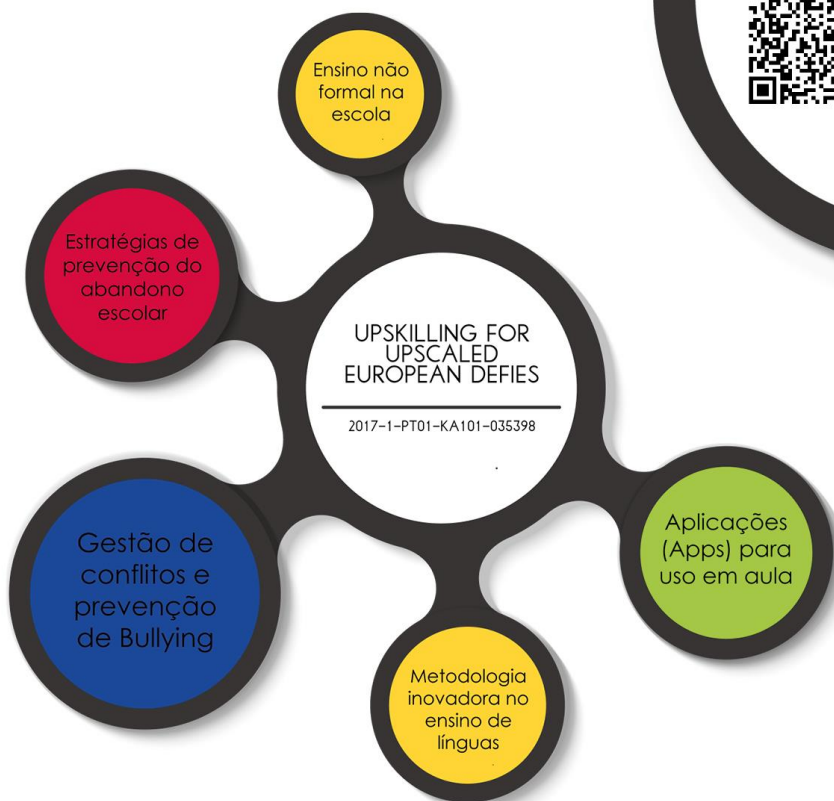 Ensino não
formal na
escola
Estratégias de
prevenção do
abandono
escolar
UPSKILLING FOR
UPSCALED
EUROPEAN DEFIES
2017-1-PT01-KA101-035398
Gestão de
conflitos e
prevenção
de Bullying
Aplicações
(Apps) para
uso em aula
Metodologia
inovadora no
ensino de
línguas